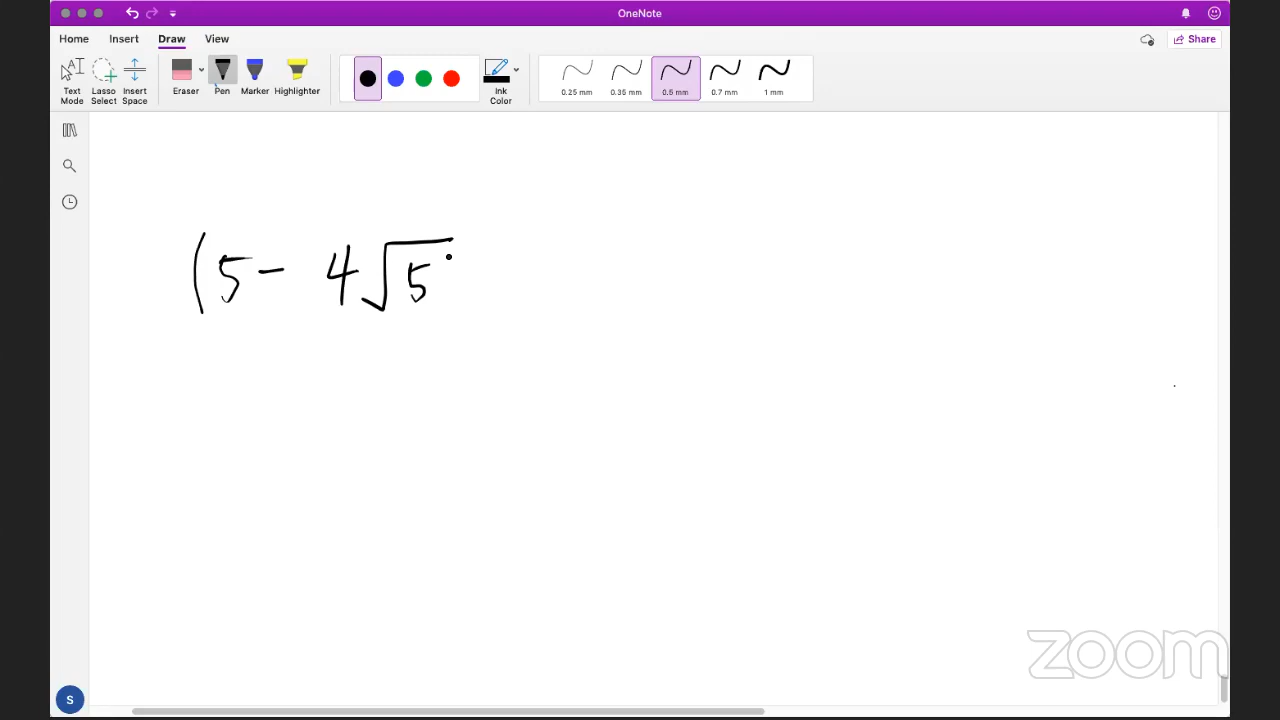 OneNote
Home Insert Draw View Share
Text Mode Lasso Select Insert Space Eraser Pen Marker Highlighter Ink Color 0.25 mm 0.35 mm 0.5 mm 0.7 mm 1 mm
(5 - 4√5
zoom
S